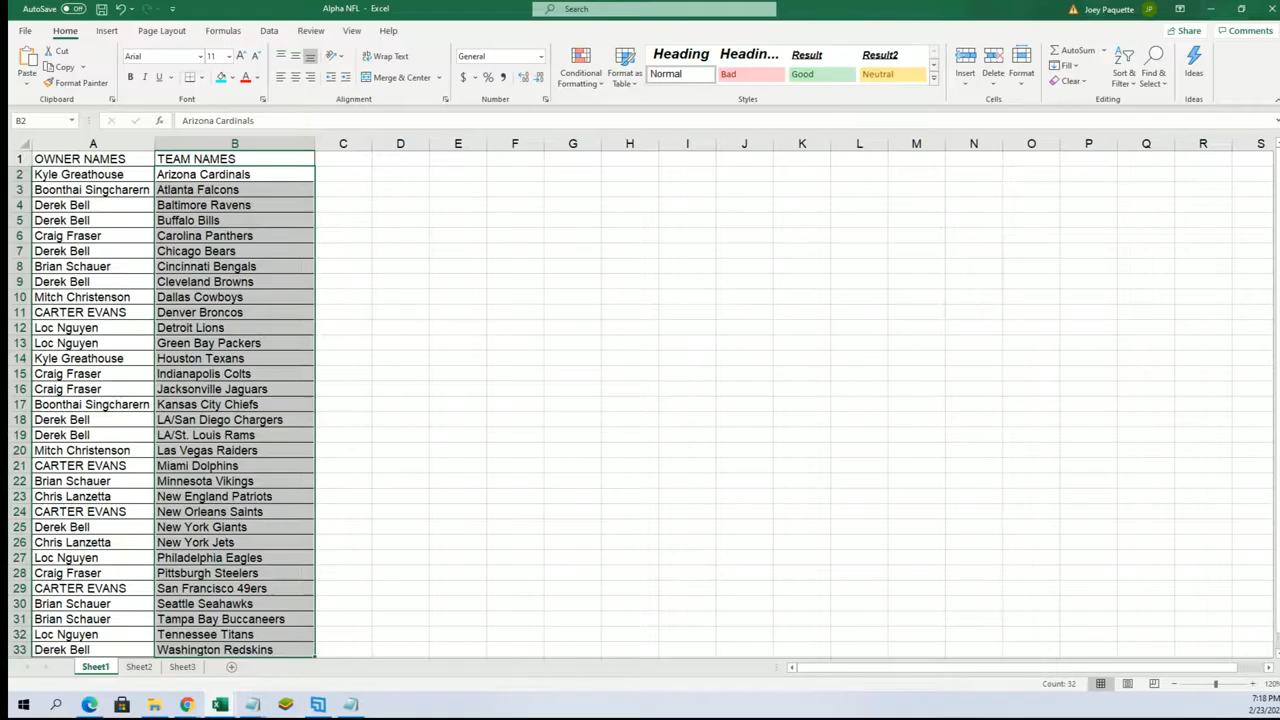 AutoSave Off Alpha NFL - Excel Search Joey Paquette JP
File Home Insert Page Layout Formulas Data Review View Help Share Comments
Paste Cut Copy Format Painter Clipboard
Arial 11 B I U A Font
Wrap Text Merge & Center Alignment
General $ % Number
Conditional Formatting Format as Table
Heading Headin... Result Result2
Normal Bad Good Neutral
Styles
Insert Delete Format Cells
AutoSum Fill Clear Sort & Filter Find & Select Editing
Ideas Ideas
B2 fx Arizona Cardinals
A B C D E F G H I J K L M N O P Q R S
1 OWNER NAMES TEAM NAMES
2 Kyle Greathouse Arizona Cardinals
3 Boonthai Singcharern Atlanta Falcons
4 Derek Bell Baltimore Ravens
5 Derek Bell Buffalo Bills
6 Craig Fraser Carolina Panthers
7 Derek Bell Chicago Bears
8 Brian Schauer Cincinnati Bengals
9 Derek Bell Cleveland Browns
10 Mitch Christenson Dallas Cowboys
11 CARTER EVANS Denver Broncos
12 Loc Nguyen Detroit Lions
13 Loc Nguyen Green Bay Packers
14 Kyle Greathouse Houston Texans
15 Craig Fraser Indianapolis Colts
16 Craig Fraser Jacksonville Jaguars
17 Boonthai Singcharern Kansas City Chiefs
18 Derek Bell LA/San Diego Chargers
19 Derek Bell LA/St. Louis Rams
20 Mitch Christenson Las Vegas Raiders
21 CARTER EVANS Miami Dolphins
22 Brian Schauer Minnesota Vikings
23 Chris Lanzetta New England Patriots
24 CARTER EVANS New Orleans Saints
25 Derek Bell New York Giants
26 Chris Lanzetta New York Jets
27 Loc Nguyen Philadelphia Eagles
28 Craig Fraser Pittsburgh Steelers
29 CARTER EVANS San Francisco 49ers
30 Brian Schauer Seattle Seahawks
31 Brian Schauer Tampa Bay Buccaneers
32 Loc Nguyen Tennessee Titans
33 Derek Bell Washington Redskins
Sheet1 Sheet2 Sheet3
Count: 32 120%
7:18 PM
2/23/202